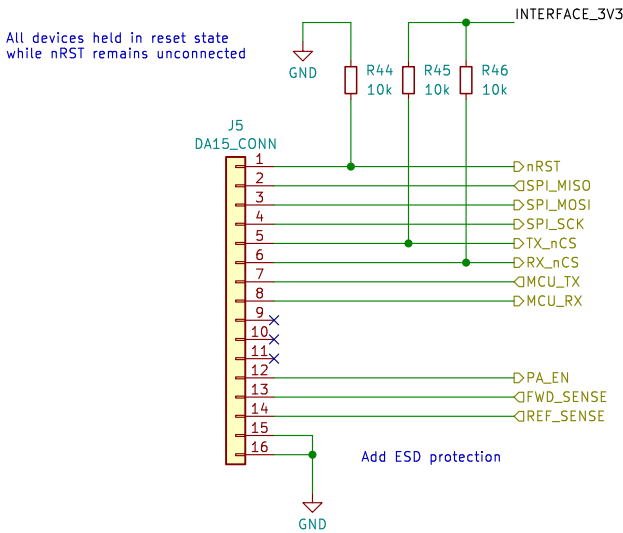 INTERFACE_3V3
All devices held in reset state
while nRST remains unconnected
GND
R44
10k
R45
10k
R46
10k
J5
DA15_CONN
1
nRST
2
SPI_MISO
3
SPI_MOSI
4
SPI_SCK
5
TX_nCS
6
RX_nCS
7
MCU_TX
8
MCU_RX
9
10
11
12
PA_EN
13
FWD_SENSE
14
REF_SENSE
15
16
Add ESD protection
GND